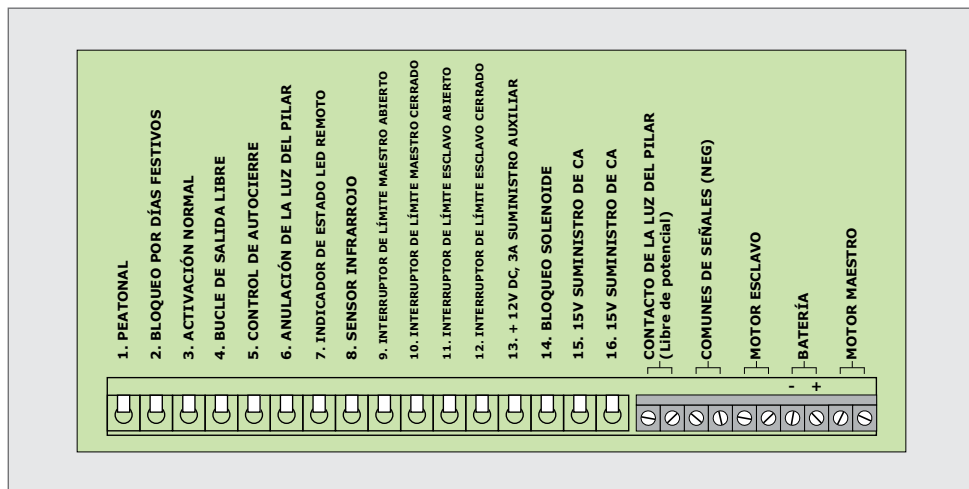 1. PEATONAL
2. BLOQUEO POR DÍAS FESTIVOS
3. ACTIVACIÓN NORMAL
4. BUCLE DE SALIDA LIBRE
5. CONTROL DE AUTOCIERRE
6. ANULACIÓN DE LA LUZ DEL PILAR
7. INDICADOR DE ESTADO LED REMOTO
8. SENSOR INFRARROJO
9. INTERRUPTOR DE LÍMITE MAESTRO ABIERTO
10. INTERRUPTOR DE LÍMITE MAESTRO CERRADO
11. INTERRUPTOR DE LÍMITE ESCLAVO ABIERTO
12. INTERRUPTOR DE LÍMITE ESCLAVO CERRADO
13. + 12V DC, 3A SUMINISTRO AUXILIAR
14. BLOQUEO SOLENOIDE
15. 15V SUMINISTRO DE CA
16. 15V SUMINISTRO DE CA
CONTACTO DE LA LUZ DEL PILAR
(Libre de potencial)
COMUNES DE SEÑALES (NEG)
MOTOR ESCLAVO
BATERÍA
- +
MOTOR MAESTRO